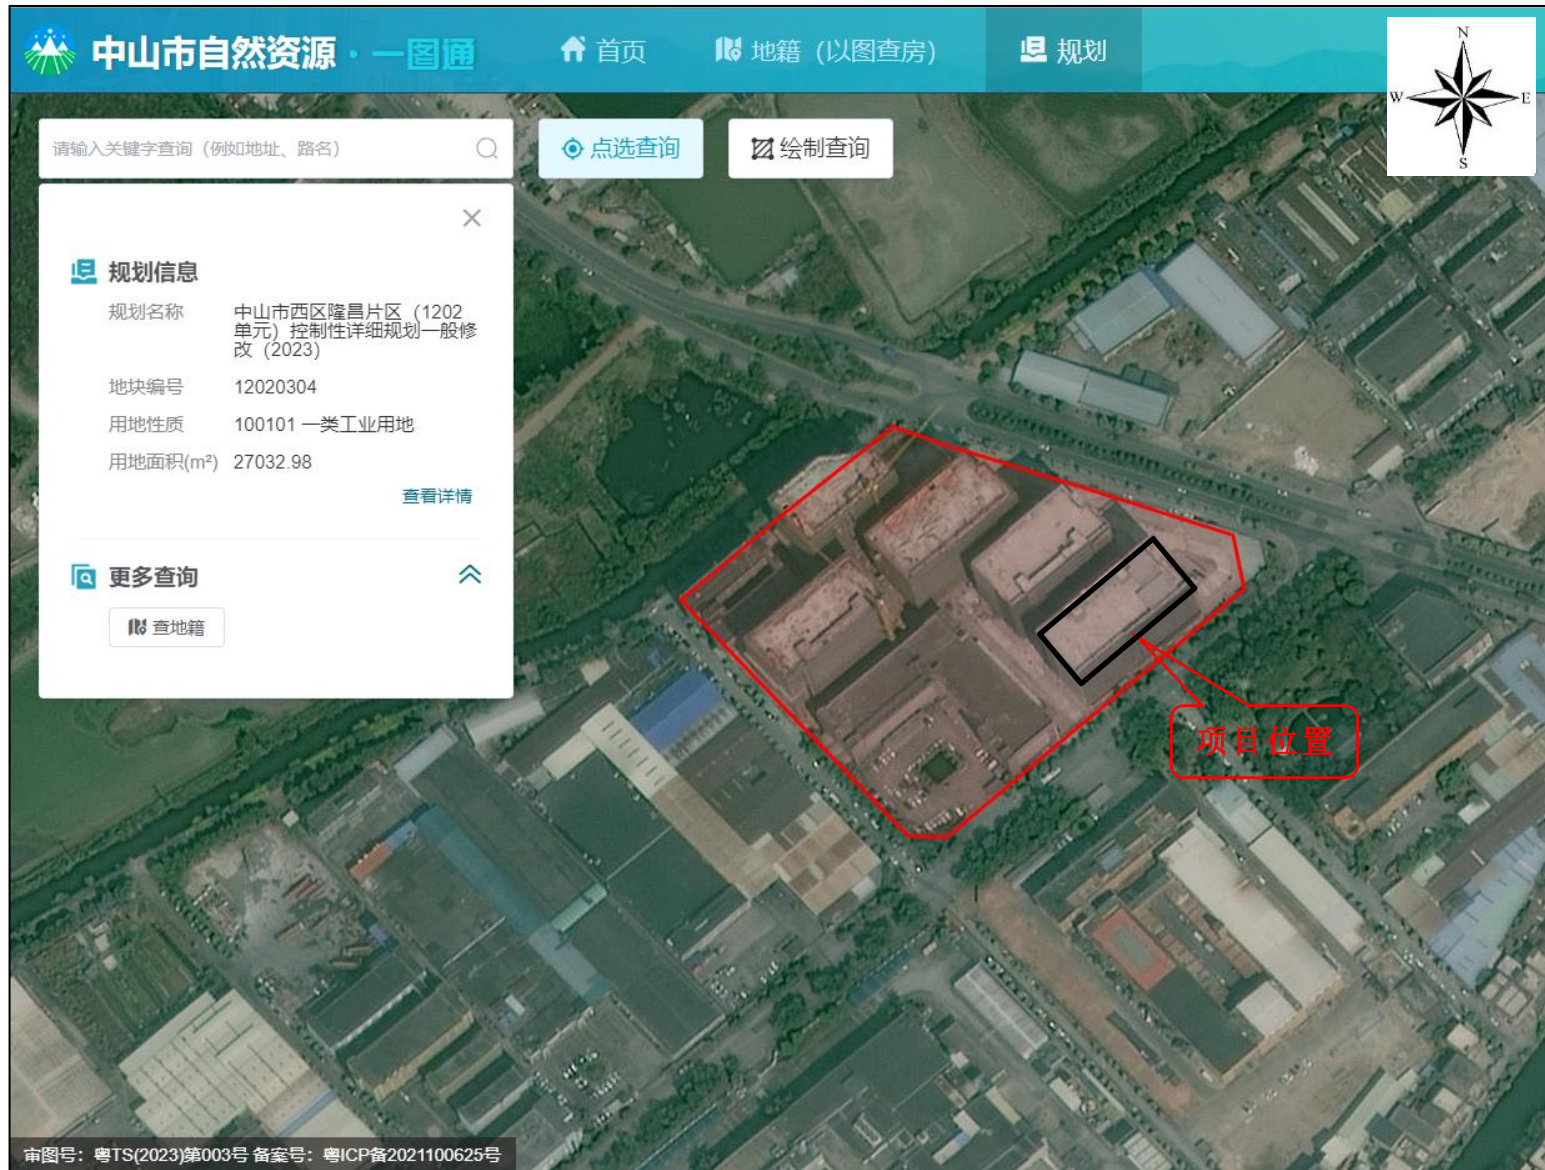 中山市自然资源·一图通
首页
地籍（以图查房）
规划
N
W
E
S
请输入关键字查询（例如地址、路名）
点选查询
绘制查询
规划信息
规划名称
中山市西区隆昌片区（1202
单元）控制性详细规划一般修
改（2023）
地块编号
12020304
用地性质
100101 一类工业用地
用地面积(m²)
27032.98
查看详情
更多查询
查地籍
项目位置
审图号：粤TS(2023)第003号 备案号：粤ICP备2021100625号